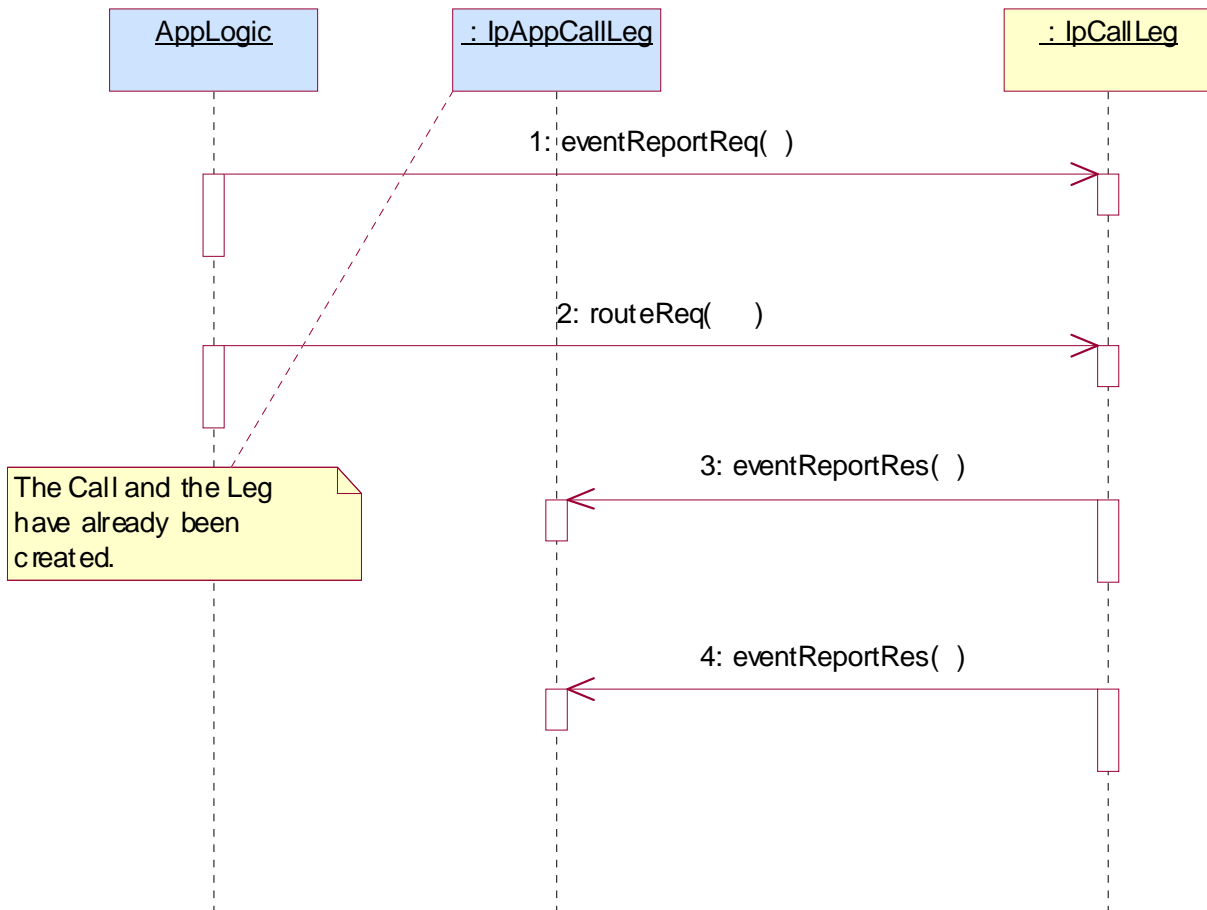 AppLogic
: IpAppCallLeg
: IpCallLeg
1: eventReportReq( )
2: routeReq( )
3: eventReportRes( )
The Call and the Leg
have already been
created.
4: eventReportRes( )